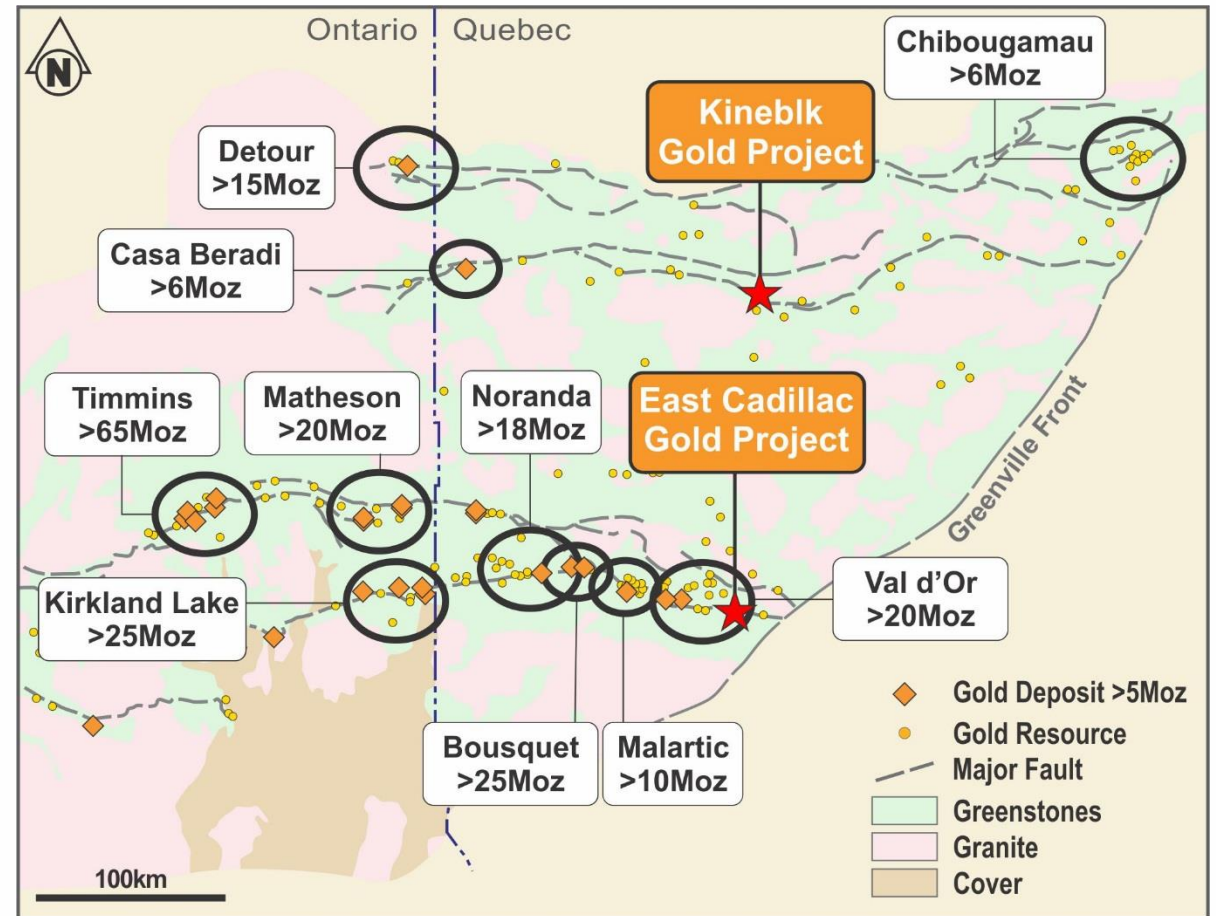 Ontario
Quebec
N
Chibougamau
>6Moz
Kineblk
Gold Project
Detour
>15Moz
Casa Beradi
>6Moz
Timmins
>65Moz
Matheson
>20Moz
Noranda
>18Moz
East Cadillac
Gold Project
Greenville Front
Kirkland Lake
>25Moz
Val d’Or
>20Moz
Bousquet
>25Moz
Malartic
>10Moz
Gold Deposit >5Moz
Gold Resource
Major Fault
Greenstones
Granite
Cover
100km